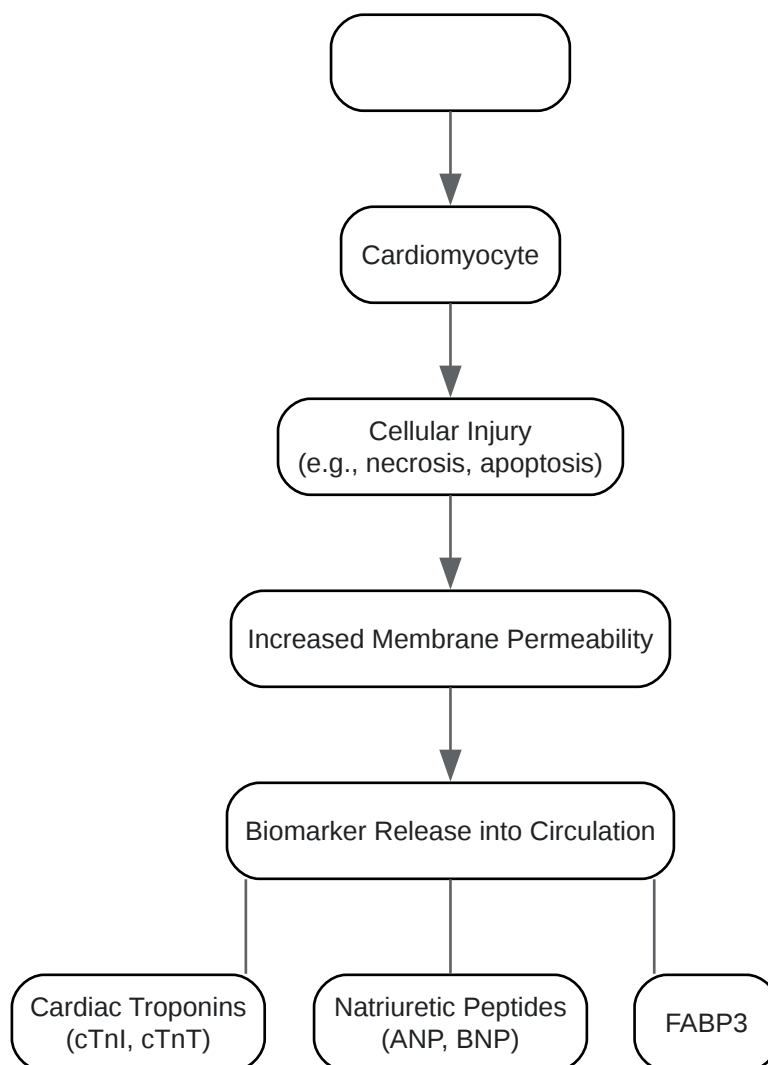 Cardiomyocyte
Cellular Injury
(e.g., necrosis, apoptosis)
Increased Membrane Permeability
Biomarker Release into Circulation
Cardiac Troponins
(cTnI, cTnT)
Natriuretic Peptides
(ANP, BNP)
FABP3